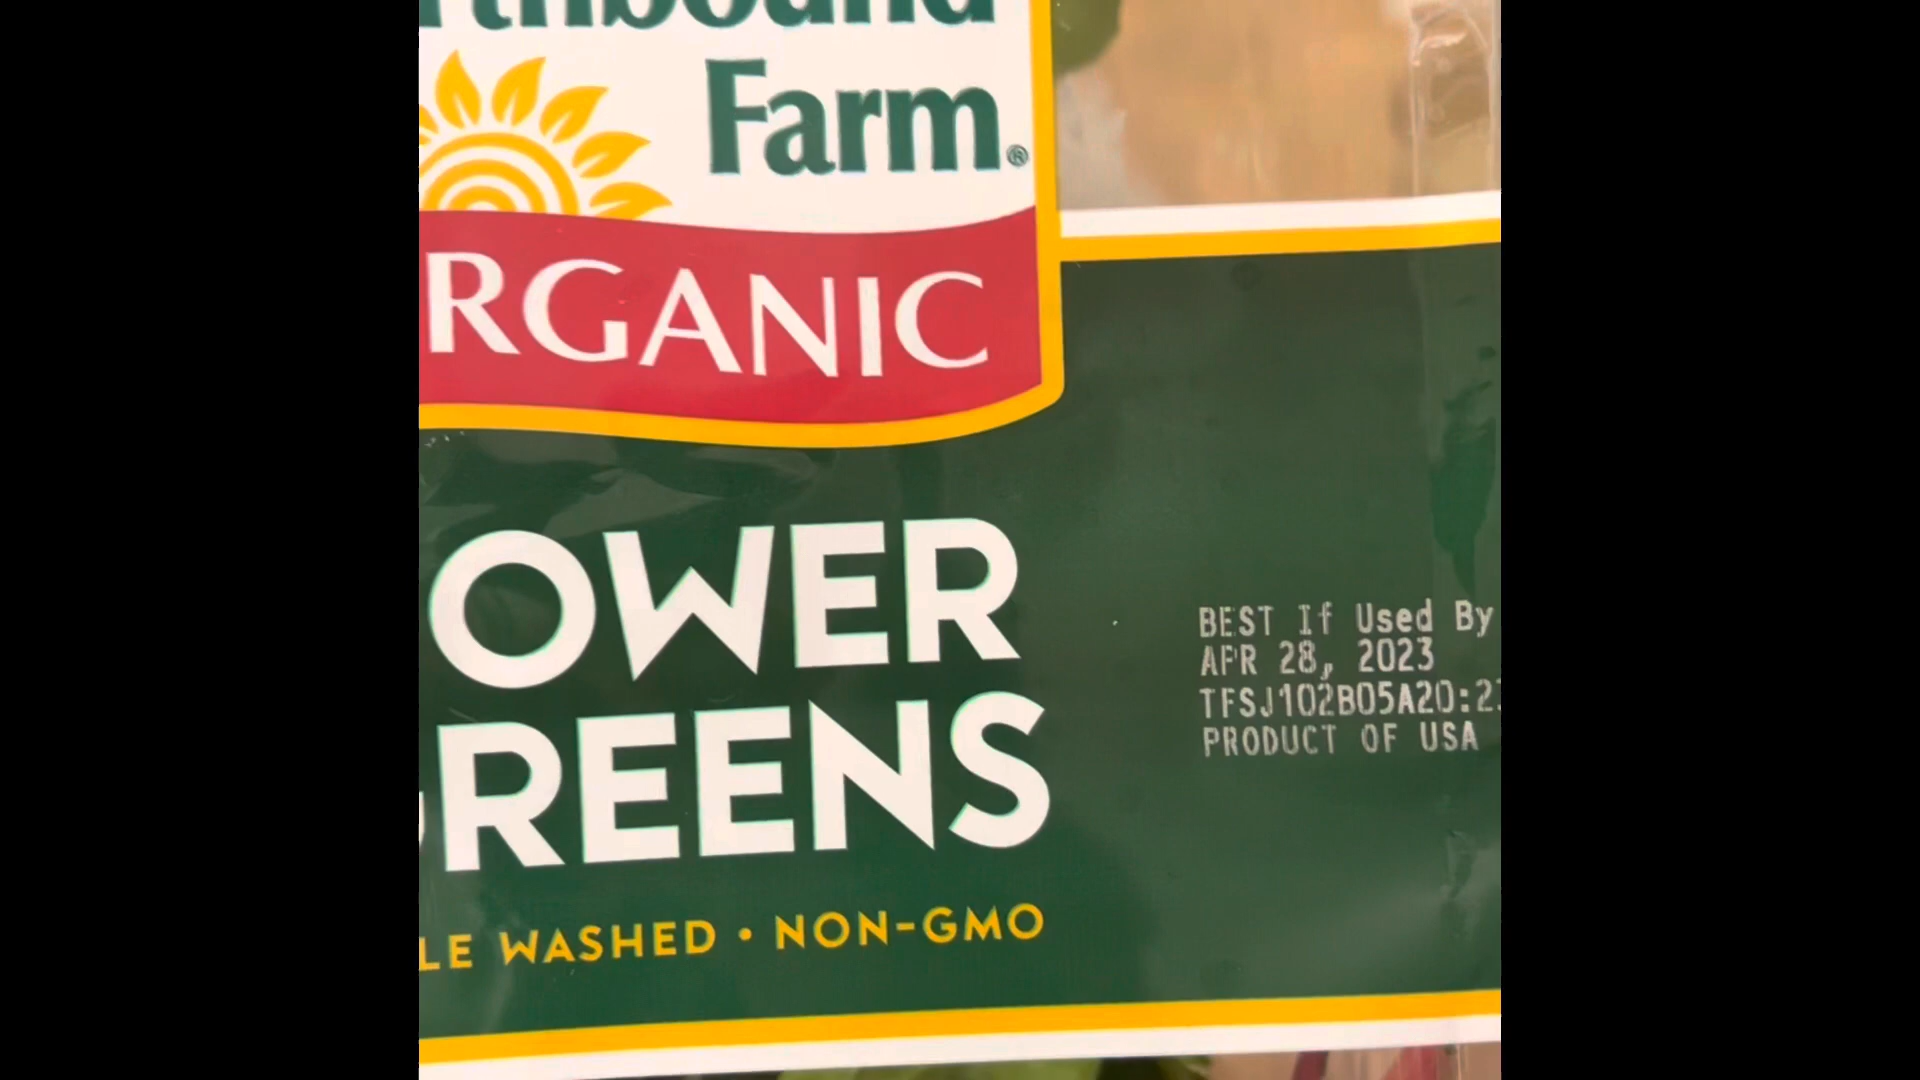 thbound
Farm®
RGANIC
OWER
REENS
LE WASHED • NON-GMO
BEST If Used By
APR 28, 2023
TFSJ102B05A20:2
PRODUCT OF USA